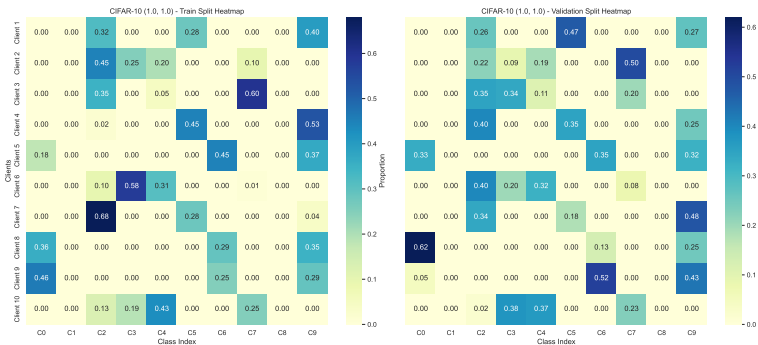 CIFAR-10 (1.0, 1.0) - Train Split Heatmap
Clients
Client 1 0.00 0.00 0.32 0.00 0.00 0.28 0.00 0.00 0.00 0.40
Client 2 0.00 0.00 0.45 0.25 0.20 0.00 0.00 0.10 0.00 0.00
Client 3 0.00 0.00 0.35 0.00 0.05 0.00 0.00 0.60 0.00 0.00
Client 4 0.00 0.00 0.02 0.00 0.00 0.45 0.00 0.00 0.00 0.53
Client 5 0.18 0.00 0.00 0.00 0.00 0.00 0.45 0.00 0.00 0.37
Client 6 0.00 0.00 0.10 0.58 0.31 0.00 0.00 0.01 0.00 0.00
Client 7 0.00 0.00 0.68 0.00 0.00 0.28 0.00 0.00 0.00 0.04
Client 8 0.36 0.00 0.00 0.00 0.00 0.00 0.29 0.00 0.00 0.35
Client 9 0.46 0.00 0.00 0.00 0.00 0.00 0.25 0.00 0.00 0.29
Client 10 0.00 0.00 0.13 0.19 0.43 0.00 0.00 0.25 0.00 0.00
C0 C1 C2 C3 C4 C5 C6 C7 C8 C9
Class Index
0.6
0.5
0.4
0.3
0.2
0.1
0.0
Proportion
CIFAR-10 (1.0, 1.0) - Validation Split Heatmap
0.00 0.00 0.26 0.00 0.00 0.47 0.00 0.00 0.00 0.27
0.00 0.00 0.22 0.09 0.19 0.00 0.00 0.50 0.00 0.00
0.00 0.00 0.35 0.34 0.11 0.00 0.00 0.20 0.00 0.00
0.00 0.00 0.40 0.00 0.00 0.35 0.00 0.00 0.00 0.25
0.33 0.00 0.00 0.00 0.00 0.00 0.35 0.00 0.00 0.32
0.00 0.00 0.40 0.20 0.32 0.00 0.00 0.08 0.00 0.00
0.00 0.00 0.34 0.00 0.00 0.18 0.00 0.00 0.00 0.48
0.62 0.00 0.00 0.00 0.00 0.00 0.13 0.00 0.00 0.25
0.05 0.00 0.00 0.00 0.00 0.00 0.52 0.00 0.00 0.43
0.00 0.00 0.02 0.38 0.37 0.00 0.00 0.23 0.00 0.00
C0 C1 C2 C3 C4 C5 C6 C7 C8 C9
Class Index
0.6
0.5
0.4
0.3
0.2
0.1
0.0